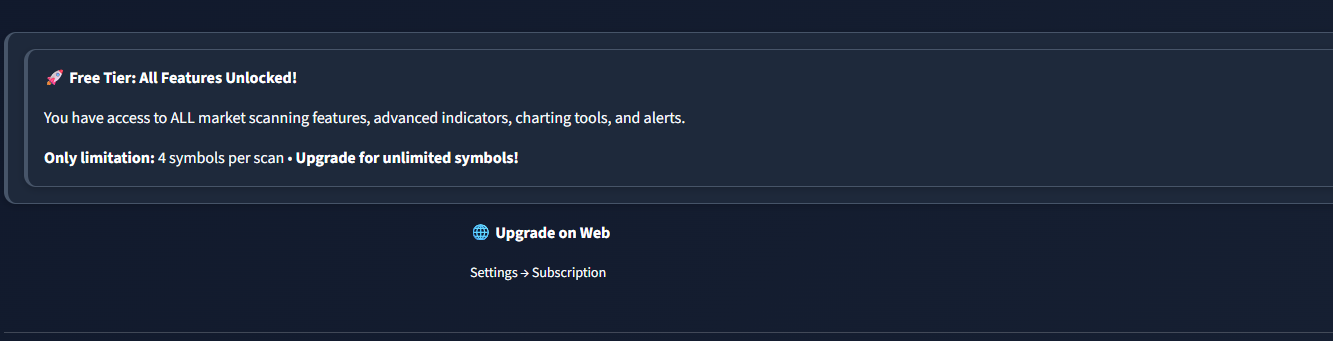 🚀 Free Tier: All Features Unlocked!
You have access to ALL market scanning features, advanced indicators, charting tools, and alerts.
Only limitation: 4 symbols per scan • Upgrade for unlimited symbols!
🌐 Upgrade on Web
Settings → Subscription